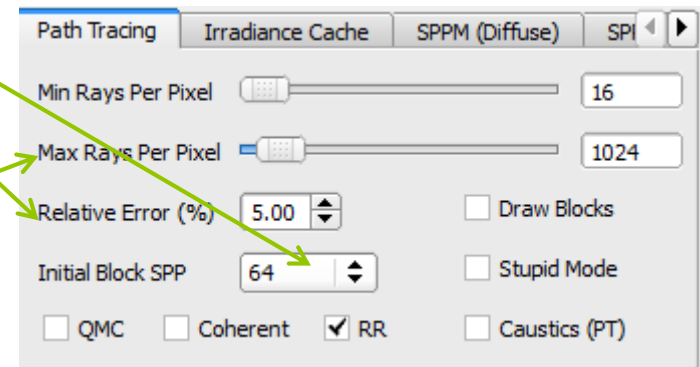 Path Tracing Irradiance Cache SPPM (Diffuse)
Min Rays Per Pixel 16
Max Rays Per Pixel 1024
Relative Error (%) 5.00 Draw Blocks
Initial Block SPP 64 Stupid Mode
QMC Coherent RR Caustics (PT)